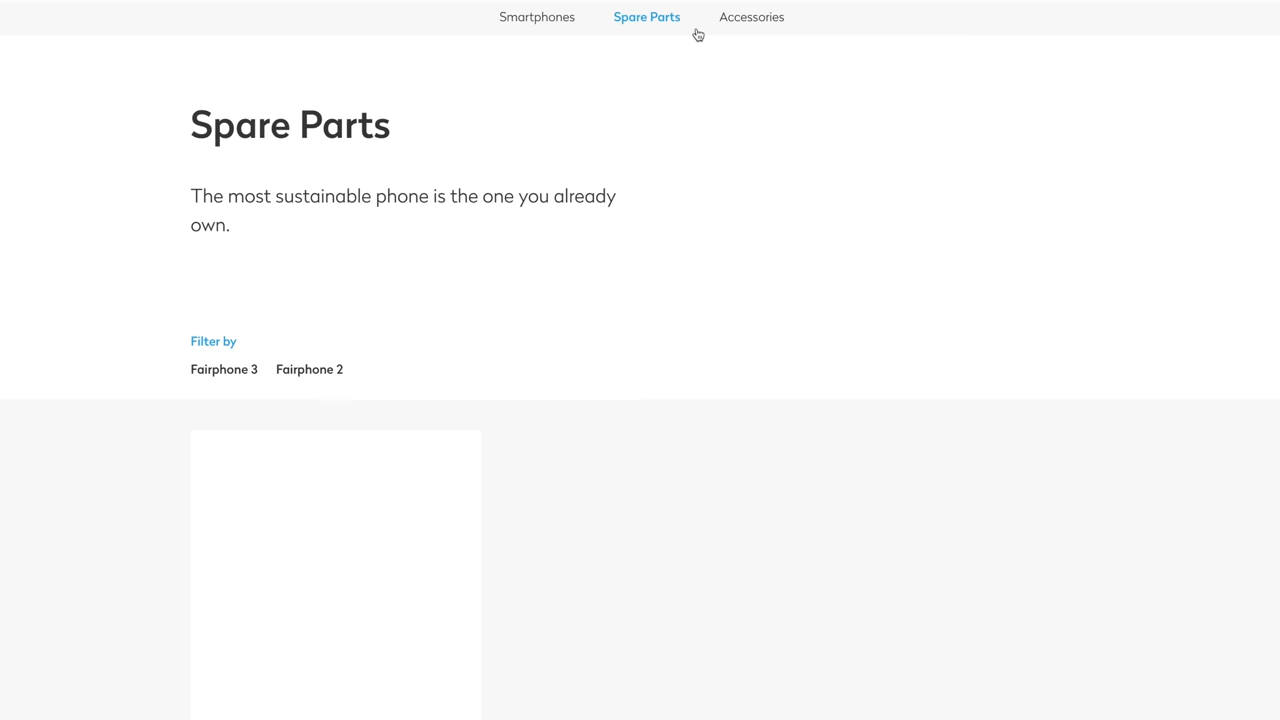 Smartphones Spare Parts Accessories
Spare Parts
The most sustainable phone is the one you already
own.
Filter by
Fairphone 3 Fairphone 2